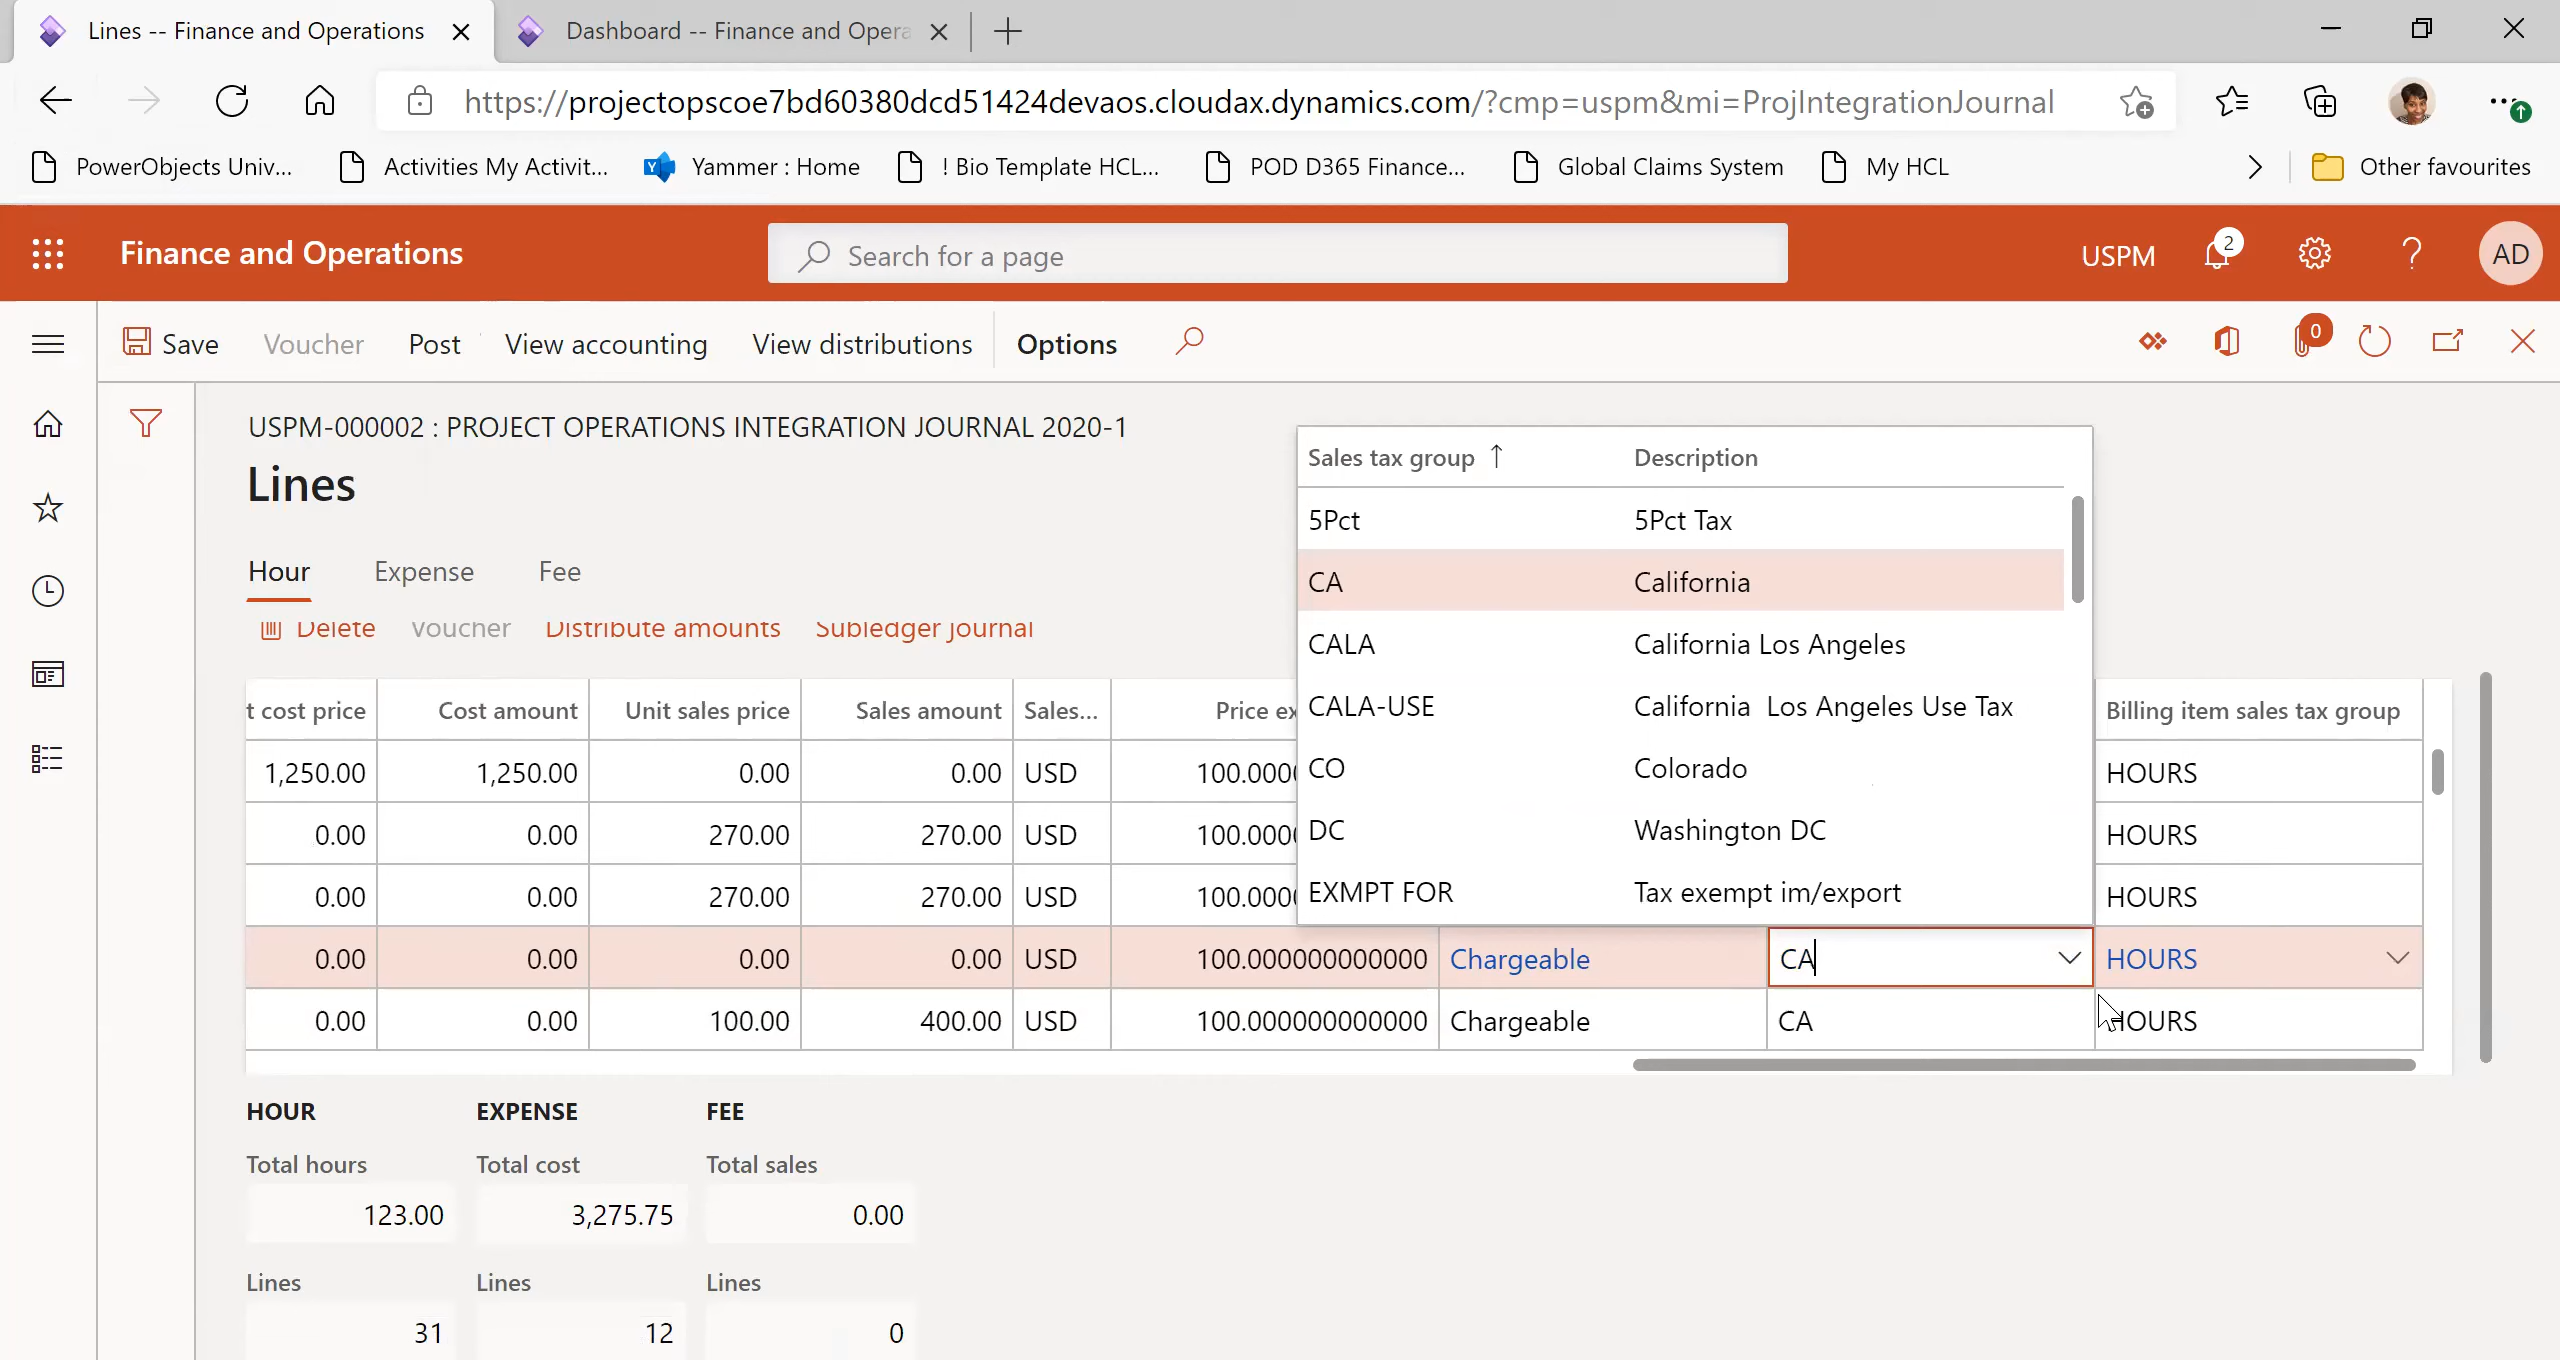 Lines -- Finance and Operations
Dashboard -- Finance and Opera
https://projectopscoe7bd60380dcd51424devaos.cloudax.dynamics.com/?cmp=uspm&mi=ProjIntegrationJournal
PowerObjects Univ...
Activities My Activit...
Yammer : Home
! Bio Template HCL...
POD D365 Finance...
Global Claims System
My HCL
Other favourites
Finance and Operations
Search for a page
USPM
2
?
AD
Save
Voucher
Post
View accounting
View distributions
Options
0
USPM-000002 : PROJECT OPERATIONS INTEGRATION JOURNAL 2020-1
Lines
Hour
Expense
Fee
Delete
Voucher
Distribute amounts
Subledger journal
Sales tax group
Description
5Pct 5Pct Tax
CA California
CALA California Los Angeles
CALA-USE California Los Angeles Use Tax
CO Colorado
DC Washington DC
EXMPT FOR Tax exempt im/export
t cost price Cost amount Unit sales price Sales amount Sales... Price ex Billing item sales tax group
1,250.00 1,250.00 0.00 0.00 USD 100.0000 HOURS
0.00 0.00 270.00 270.00 USD 100.0000 HOURS
0.00 0.00 270.00 270.00 USD 100.0000 HOURS
0.00 0.00 0.00 0.00 USD 100.000000000000 Chargeable CA HOURS
0.00 0.00 100.00 400.00 USD 100.000000000000 Chargeable CA HOURS
HOUR EXPENSE FEE
Total hours Total cost Total sales
123.00 3,275.75 0.00
Lines Lines Lines
31 12 0